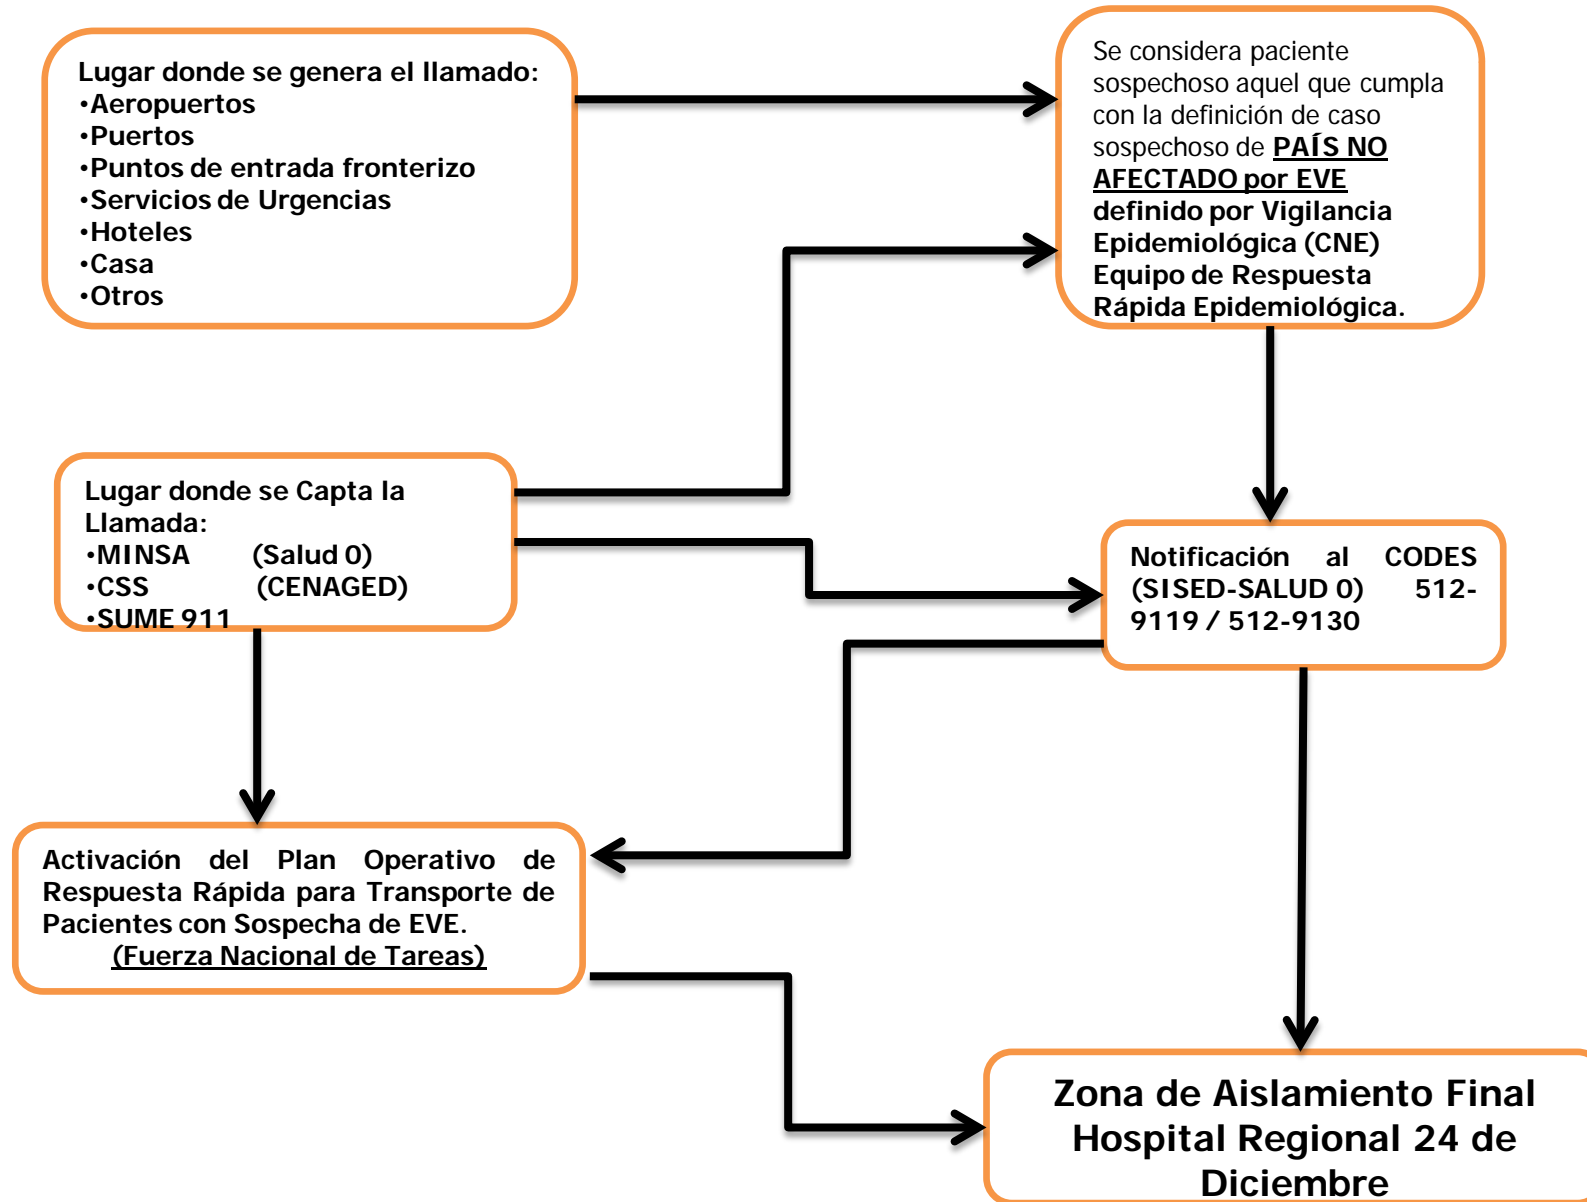 Lugar donde se genera el llamado:
•Aeropuertos
•Puertos
•Puntos de entrada fronterizo
•Servicios de Urgencias
•Hoteles
•Casa
•Otros
Se considera paciente
sospechoso aquel que cumpla
con la definición de caso
sospechoso de PAÍS NO
AFECTADO por EVE
definido por Vigilancia
Epidemiológica (CNE)
Equipo de Respuesta
Rápida Epidemiológica.
Lugar donde se Capta la
Llamada:
•MINSA (Salud 0)
•CSS (CENAGED)
•SUME 911
Notificación al CODES
(SISED-SALUD 0) 512-
9119 / 512-9130
Activación del Plan Operativo de
Respuesta Rápida para Transporte de
Pacientes con Sospecha de EVE.
(Fuerza Nacional de Tareas)
Zona de Aislamiento Final
Hospital Regional 24 de
Diciembre